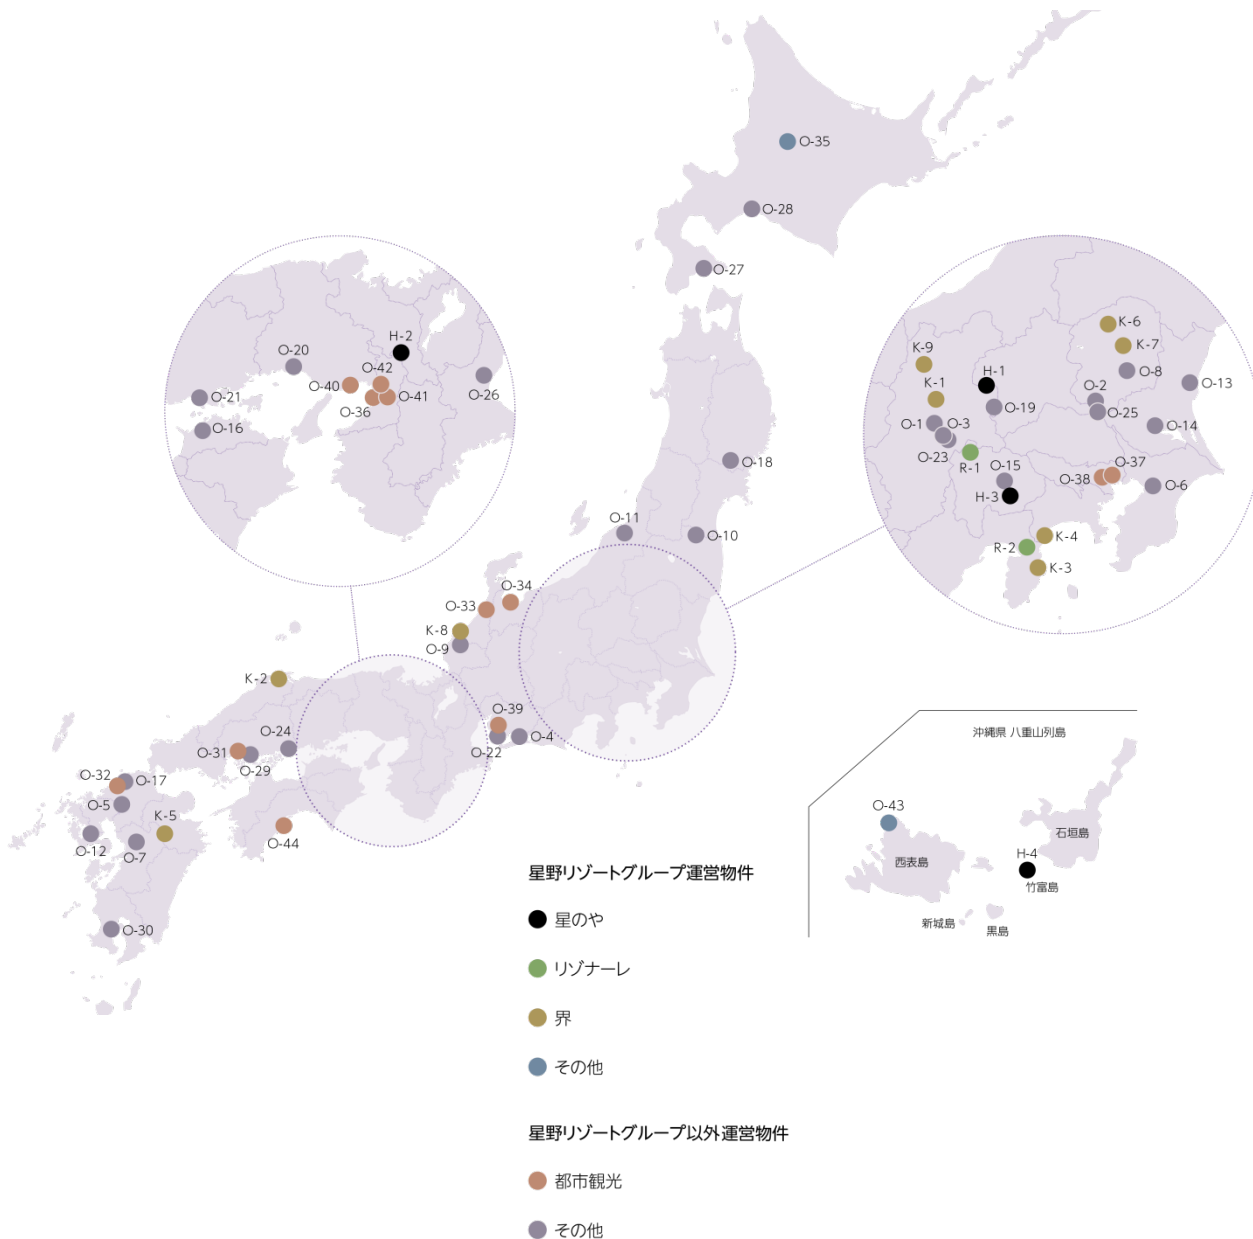 O-35
O-28
O-27
O-18
O-11
O-10
O-34
O-33
K-8
O-9
K-2
O-39
O-22
O-4
O-24
O-31
O-29
O-32
O-17
O-5
K-5
O-12
O-7
O-44
O-30
H-2
O-20
O-42
O-40
O-41
O-36
O-26
O-21
O-16
K-6
K-9
K-7
H-1
O-8
K-1
O-2
O-13
O-19
O-25
O-1
O-3
O-14
O-23
R-1
O-15
O-37
O-38
O-6
H-3
K-4
R-2
K-3
沖縄県 八重山列島
O-43
石垣島
西表島
H-4
竹富島
新城島
黒島
星野リゾートグループ運営物件
星のや
リゾナーレ
界
その他
星野リゾートグループ以外運営物件
都市観光
その他